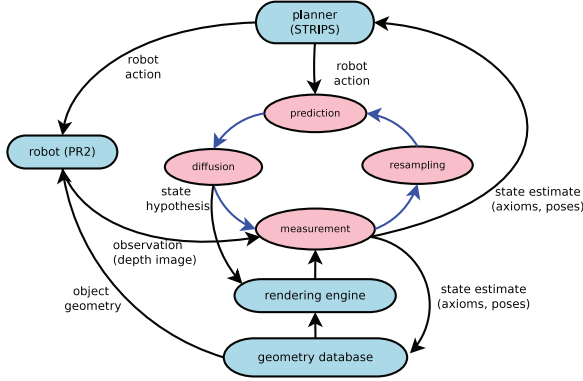 planner
(STRIPS)
robot
action
robot
action
prediction
robot (PR2)
diffusion
resampling
state
hypothesis
state estimate
(axioms, poses)
measurement
observation
(depth image)
object
geometry
rendering engine
state estimate
(axioms, poses)
geometry database